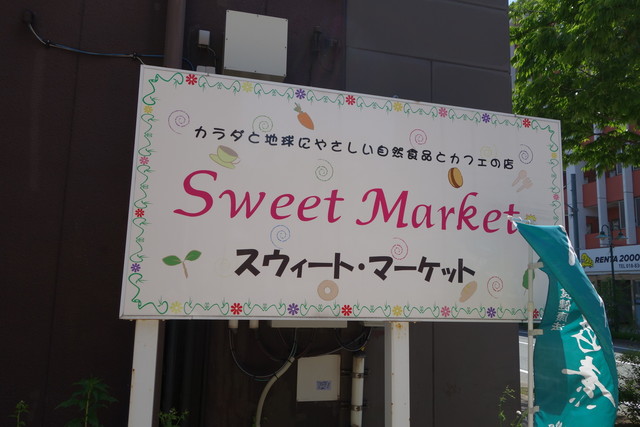 カラダと地球にやさしい自然食品とカフェの店
Sweet Market
スウィート・マーケット
RENTA 2000